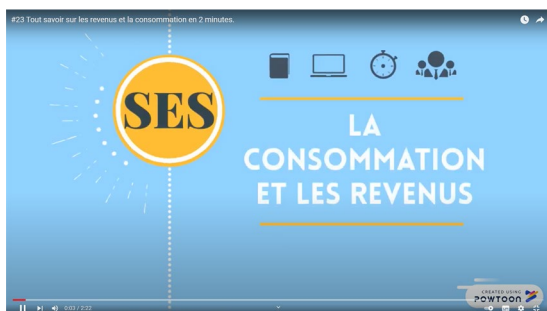 #23 Tout savoir sur les revenus et la consommation en 2 minutes.
SES
LA
CONSOMMATION
ET LES REVENUS
CREATED USING
POWTOON
0:03 / 2:22